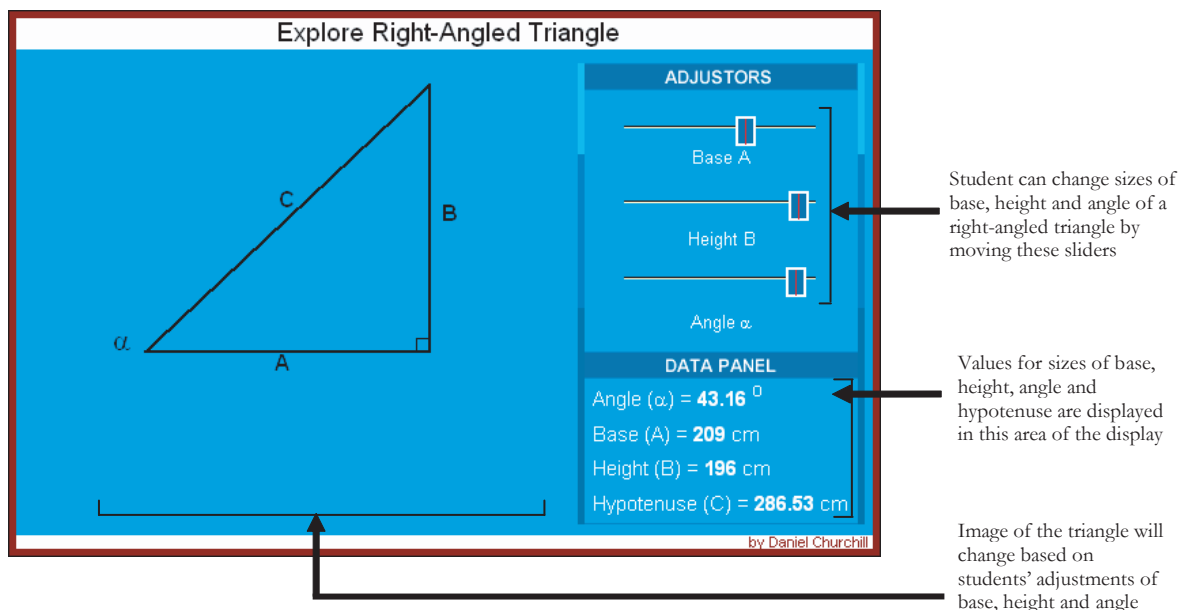 Explore Right-Angled Triangle
C
B
α
A
ADJUSTORS
Base A
Height B
Angle α
DATA PANEL
Angle (α) = 43.16 ⁰
Base (A) = 209 cm
Height (B) = 196 cm
Hypotenuse (C) = 286.53 cm
by Daniel Churchill
Student can change sizes of
base, height and angle of a
right-angled triangle by
moving these sliders
Values for sizes of base,
height, angle and
hypotenuse are displayed
in this area of the display
Image of the triangle will
change based on
students’ adjustments of
base, height and angle